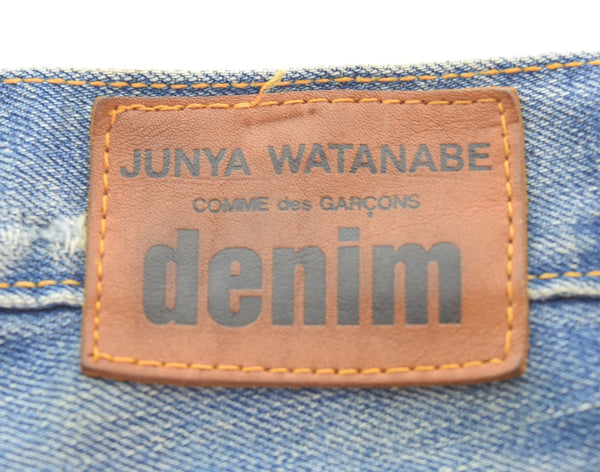 JUNYA WATANABE
COMME des GARÇONS
denim